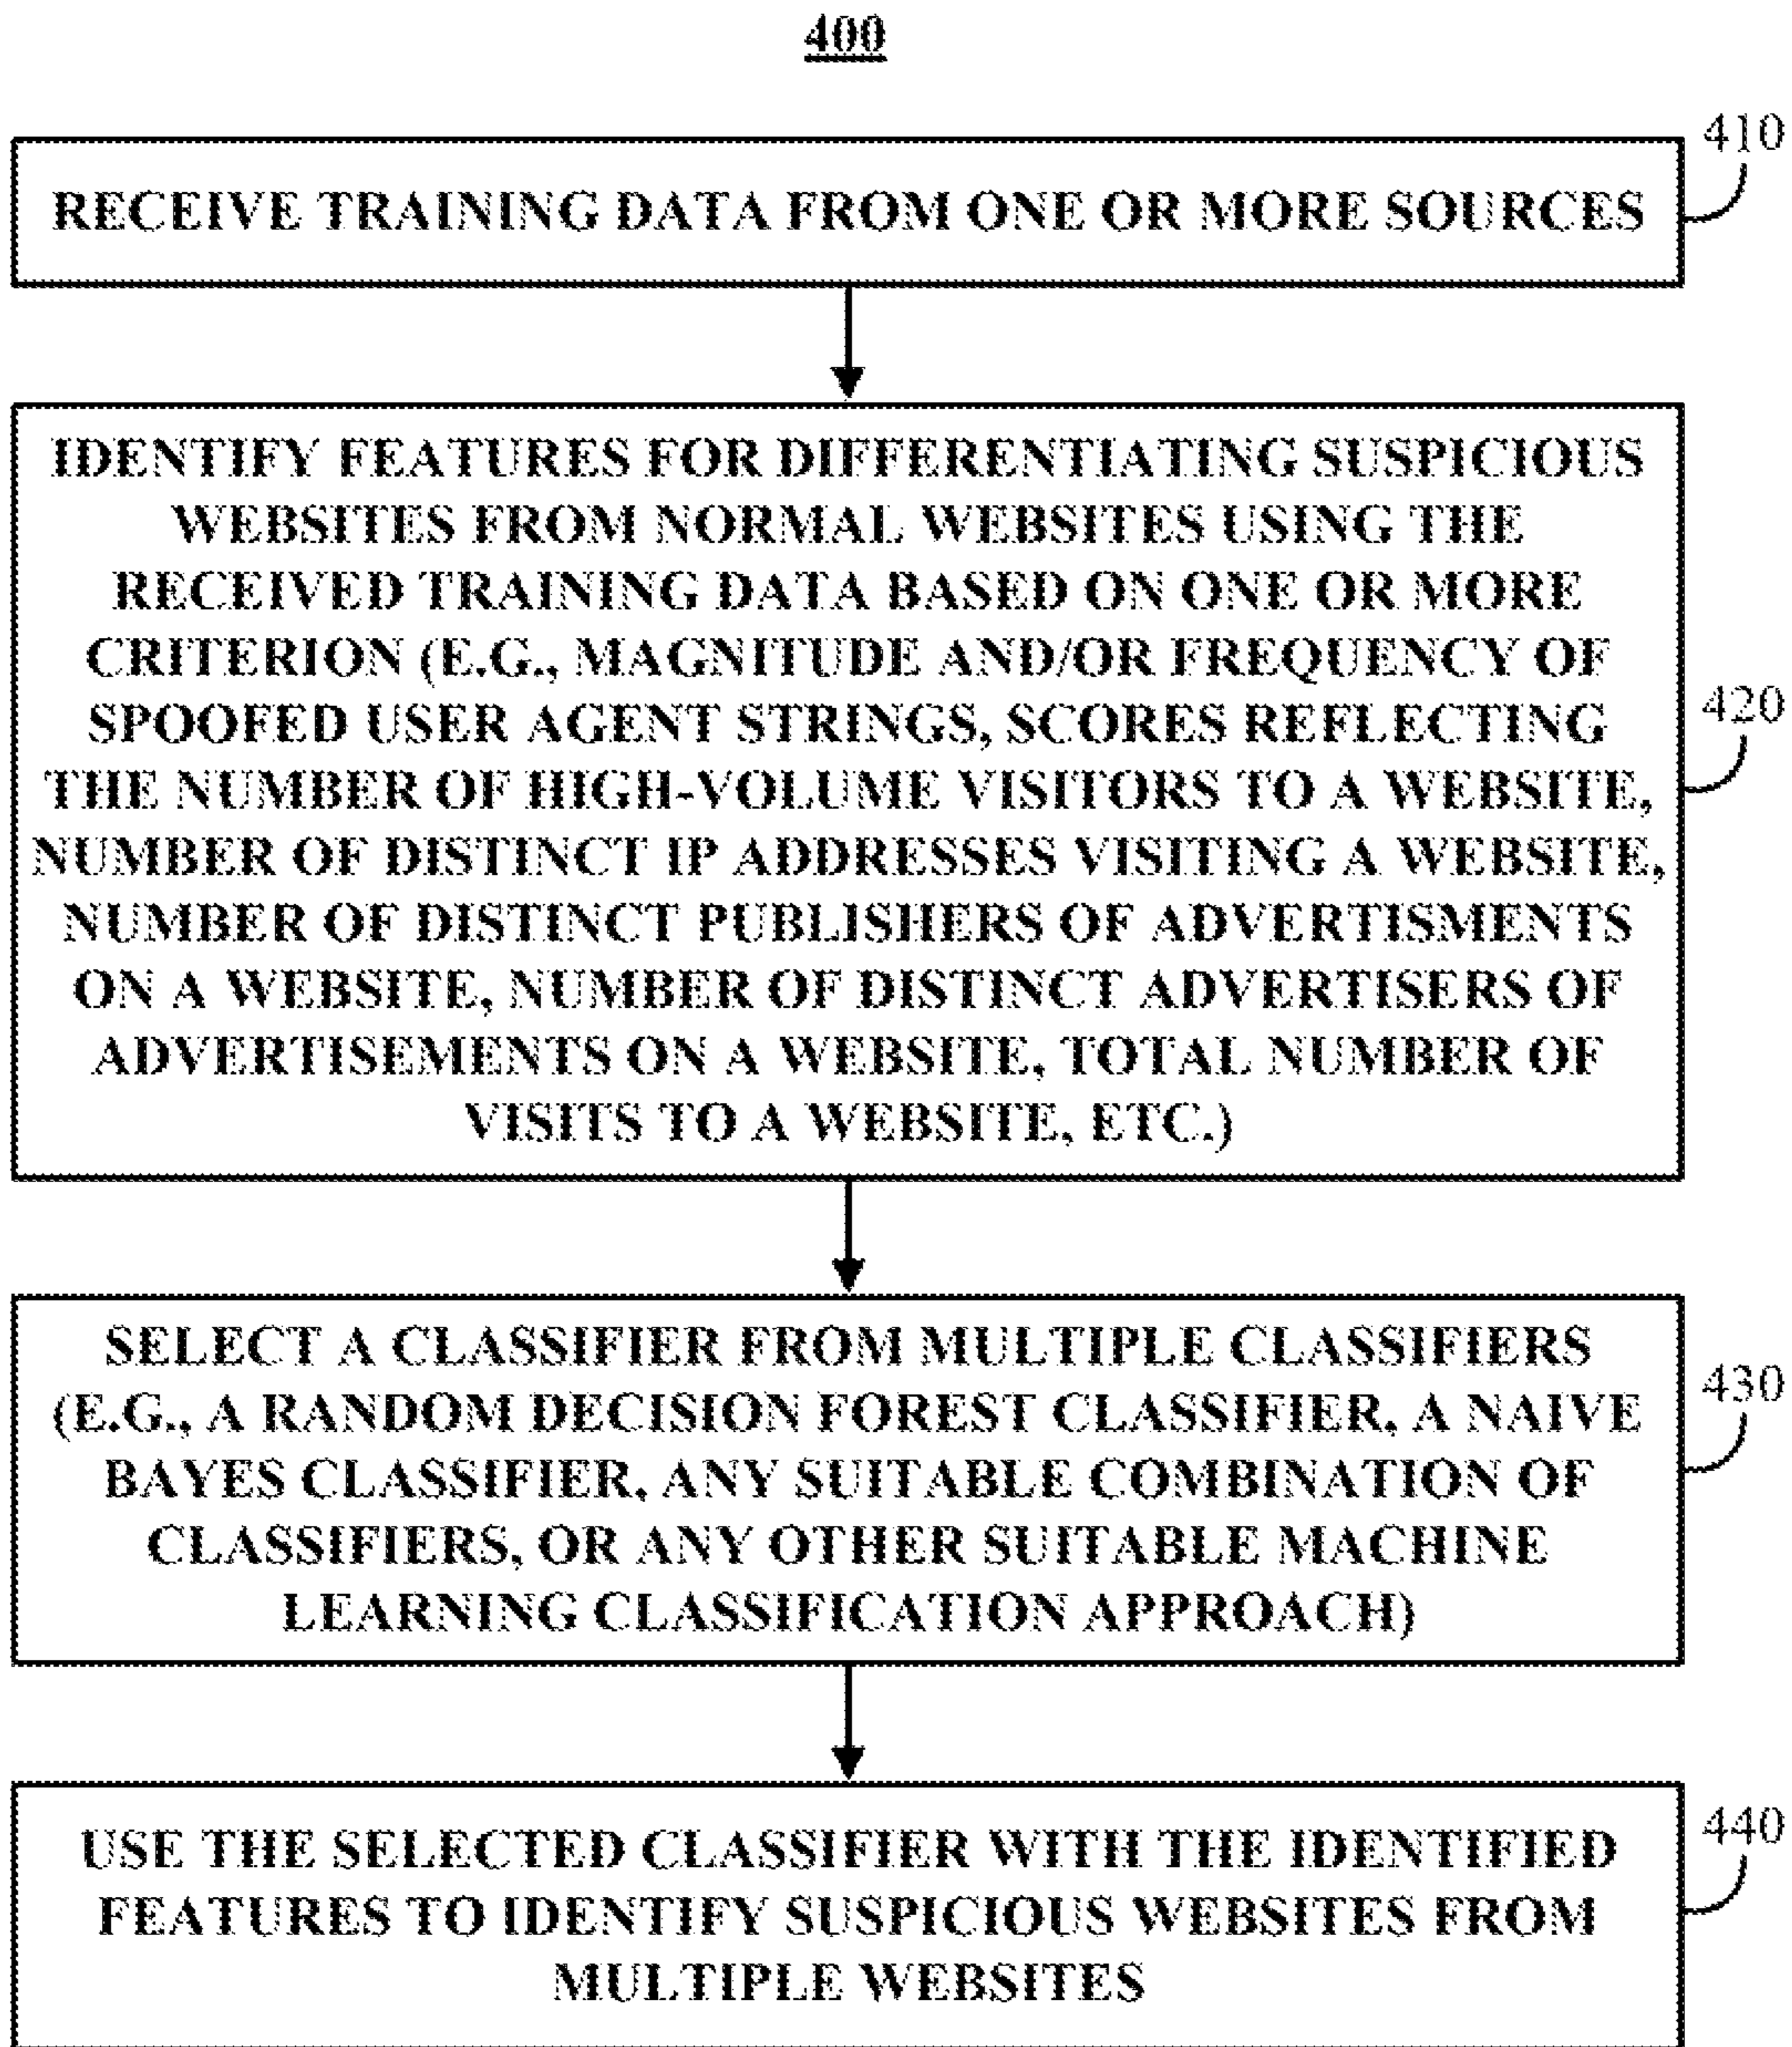 400
410
RECEIVE TRAINING DATA FROM ONE OR MORE SOURCES
IDENTIFY FEATURES FOR DIFFERENTIATING SUSPICIOUS
WEBSITES FROM NORMAL WEBSITES USING THE
RECEIVED TRAINING DATA BASED ON ONE OR MORE
CRITERION (E.G., MAGNITUDE AND/OR FREQUENCY OF
SPOOFED USER AGENT STRINGS, SCORES REFLECTING
420
THE NUMBER OF HIGH-VOLUME VISITORS TO A WEBSITE,
NUMBER OF DISTINCT IP ADDRESSES VISITING A WEBSITE,
NUMBER OF DISTINCT PUBLISHERS OF ADVERTISMENTS
ON A WEBSITE, NUMBER OF DISTINCT ADVERTISERS OF
ADVERTISEMENTS ON A WEBSITE, TOTAL NUMBER OF
VISITS TO A WEBSITE, ETC.)
SELECT A CLASSIFIER FROM MULTIPLE CLASSIFIERS
430
(E.G., A RANDOM DECISION FOREST CLASSIFIER, A NAIVE
BAYES CLASSIFIER, ANY SUITABLE COMBINATION OF
CLASSIFIERS, OR ANY OTHER SUITABLE MACHINE
LEARNING CLASSIFICATION APPROACH)
440
USE THE SELECTED CLASSIFIER WITH THE IDENTIFIED
FEATURES TO IDENTIFY SUSPICIOUS WEBSITES FROM
MULTIPLE WEBSITES